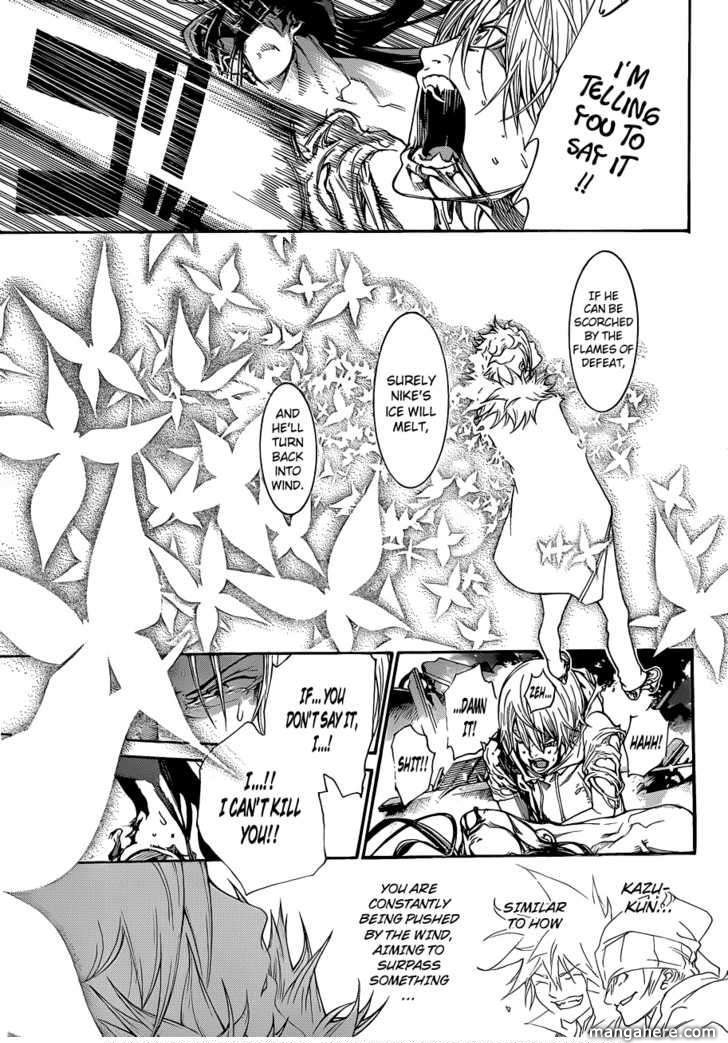 I'M
TELLING
YOU TO
SAY IT
!!
ゴ!!
IF HE
CAN BE
SCORCHED
BY THE
FLAMES OF
DEFEAT,
SURELY
NIKE'S
ICE WILL
MELT,
AND
HE'LL
TURN
BACK
INTO
WIND.
ZEH...
...DAMN
IT!
HAHH!
SHIT!!
IF...YOU
DON'T SAY IT,
I...!
I...!!
I CAN'T KILL
YOU!!
KAZU-
KUN...
SIMILAR
TO HOW
YOU ARE
CONSTANTLY
BEING PUSHED
BY THE WIND,
AIMING TO
SURPASS
SOMETHING
...
mangahere.com